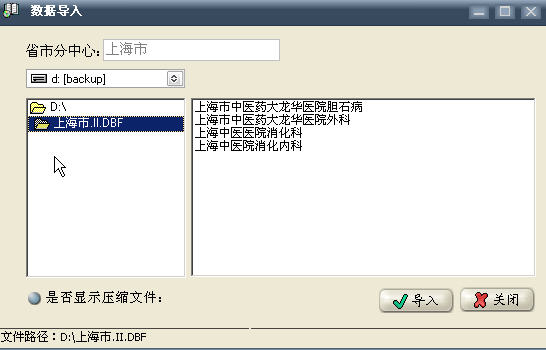 数据导入
省市分中心: 上海市
d: [backup]
D:\
上海市.II.DBF
上海市中医药大龙华医院胆石病
上海市中医药大龙华医院外科
上海中医医院消化科
上海中医院消化内科
是否显示压缩文件:
导入
关闭
文件路径：D:\上海市.II.DBF